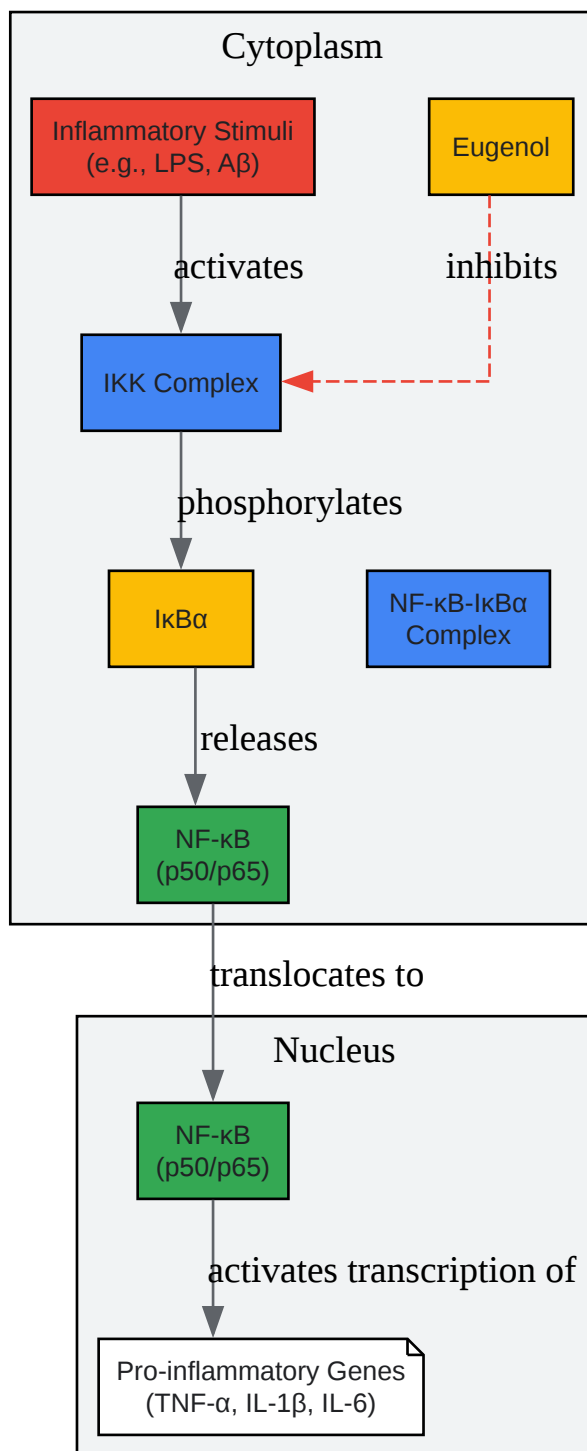 Cytoplasm
Inflammatory Stimuli
(e.g., LPS, Aβ)
Eugenol
activates
inhibits
IKK Complex
phosphorylates
IκBα
NF-κB-IκBα
Complex
releases
NF-κB
(p50/p65)
translocates to
Nucleus
NF-κB
(p50/p65)
activates transcription of
Pro-inflammatory Genes
(TNF-α, IL-1β, IL-6)